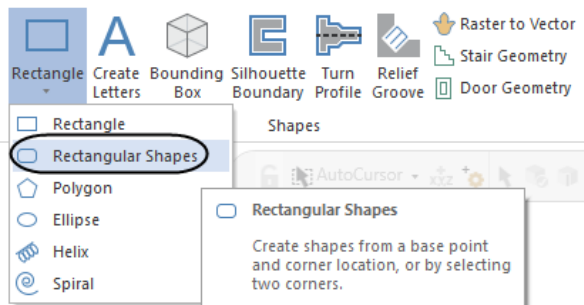 Rectangle
Create Letters
Bounding Box
Silhouette Boundary
Turn Profile
Relief Groove
Raster to Vector
Stair Geometry
Door Geometry
Shapes
Rectangle
Rectangular Shapes
Polygon
Ellipse
Helix
Spiral
AutoCursor
xyz
Rectangular Shapes
Create shapes from a base point
and corner location, or by selecting
two corners.